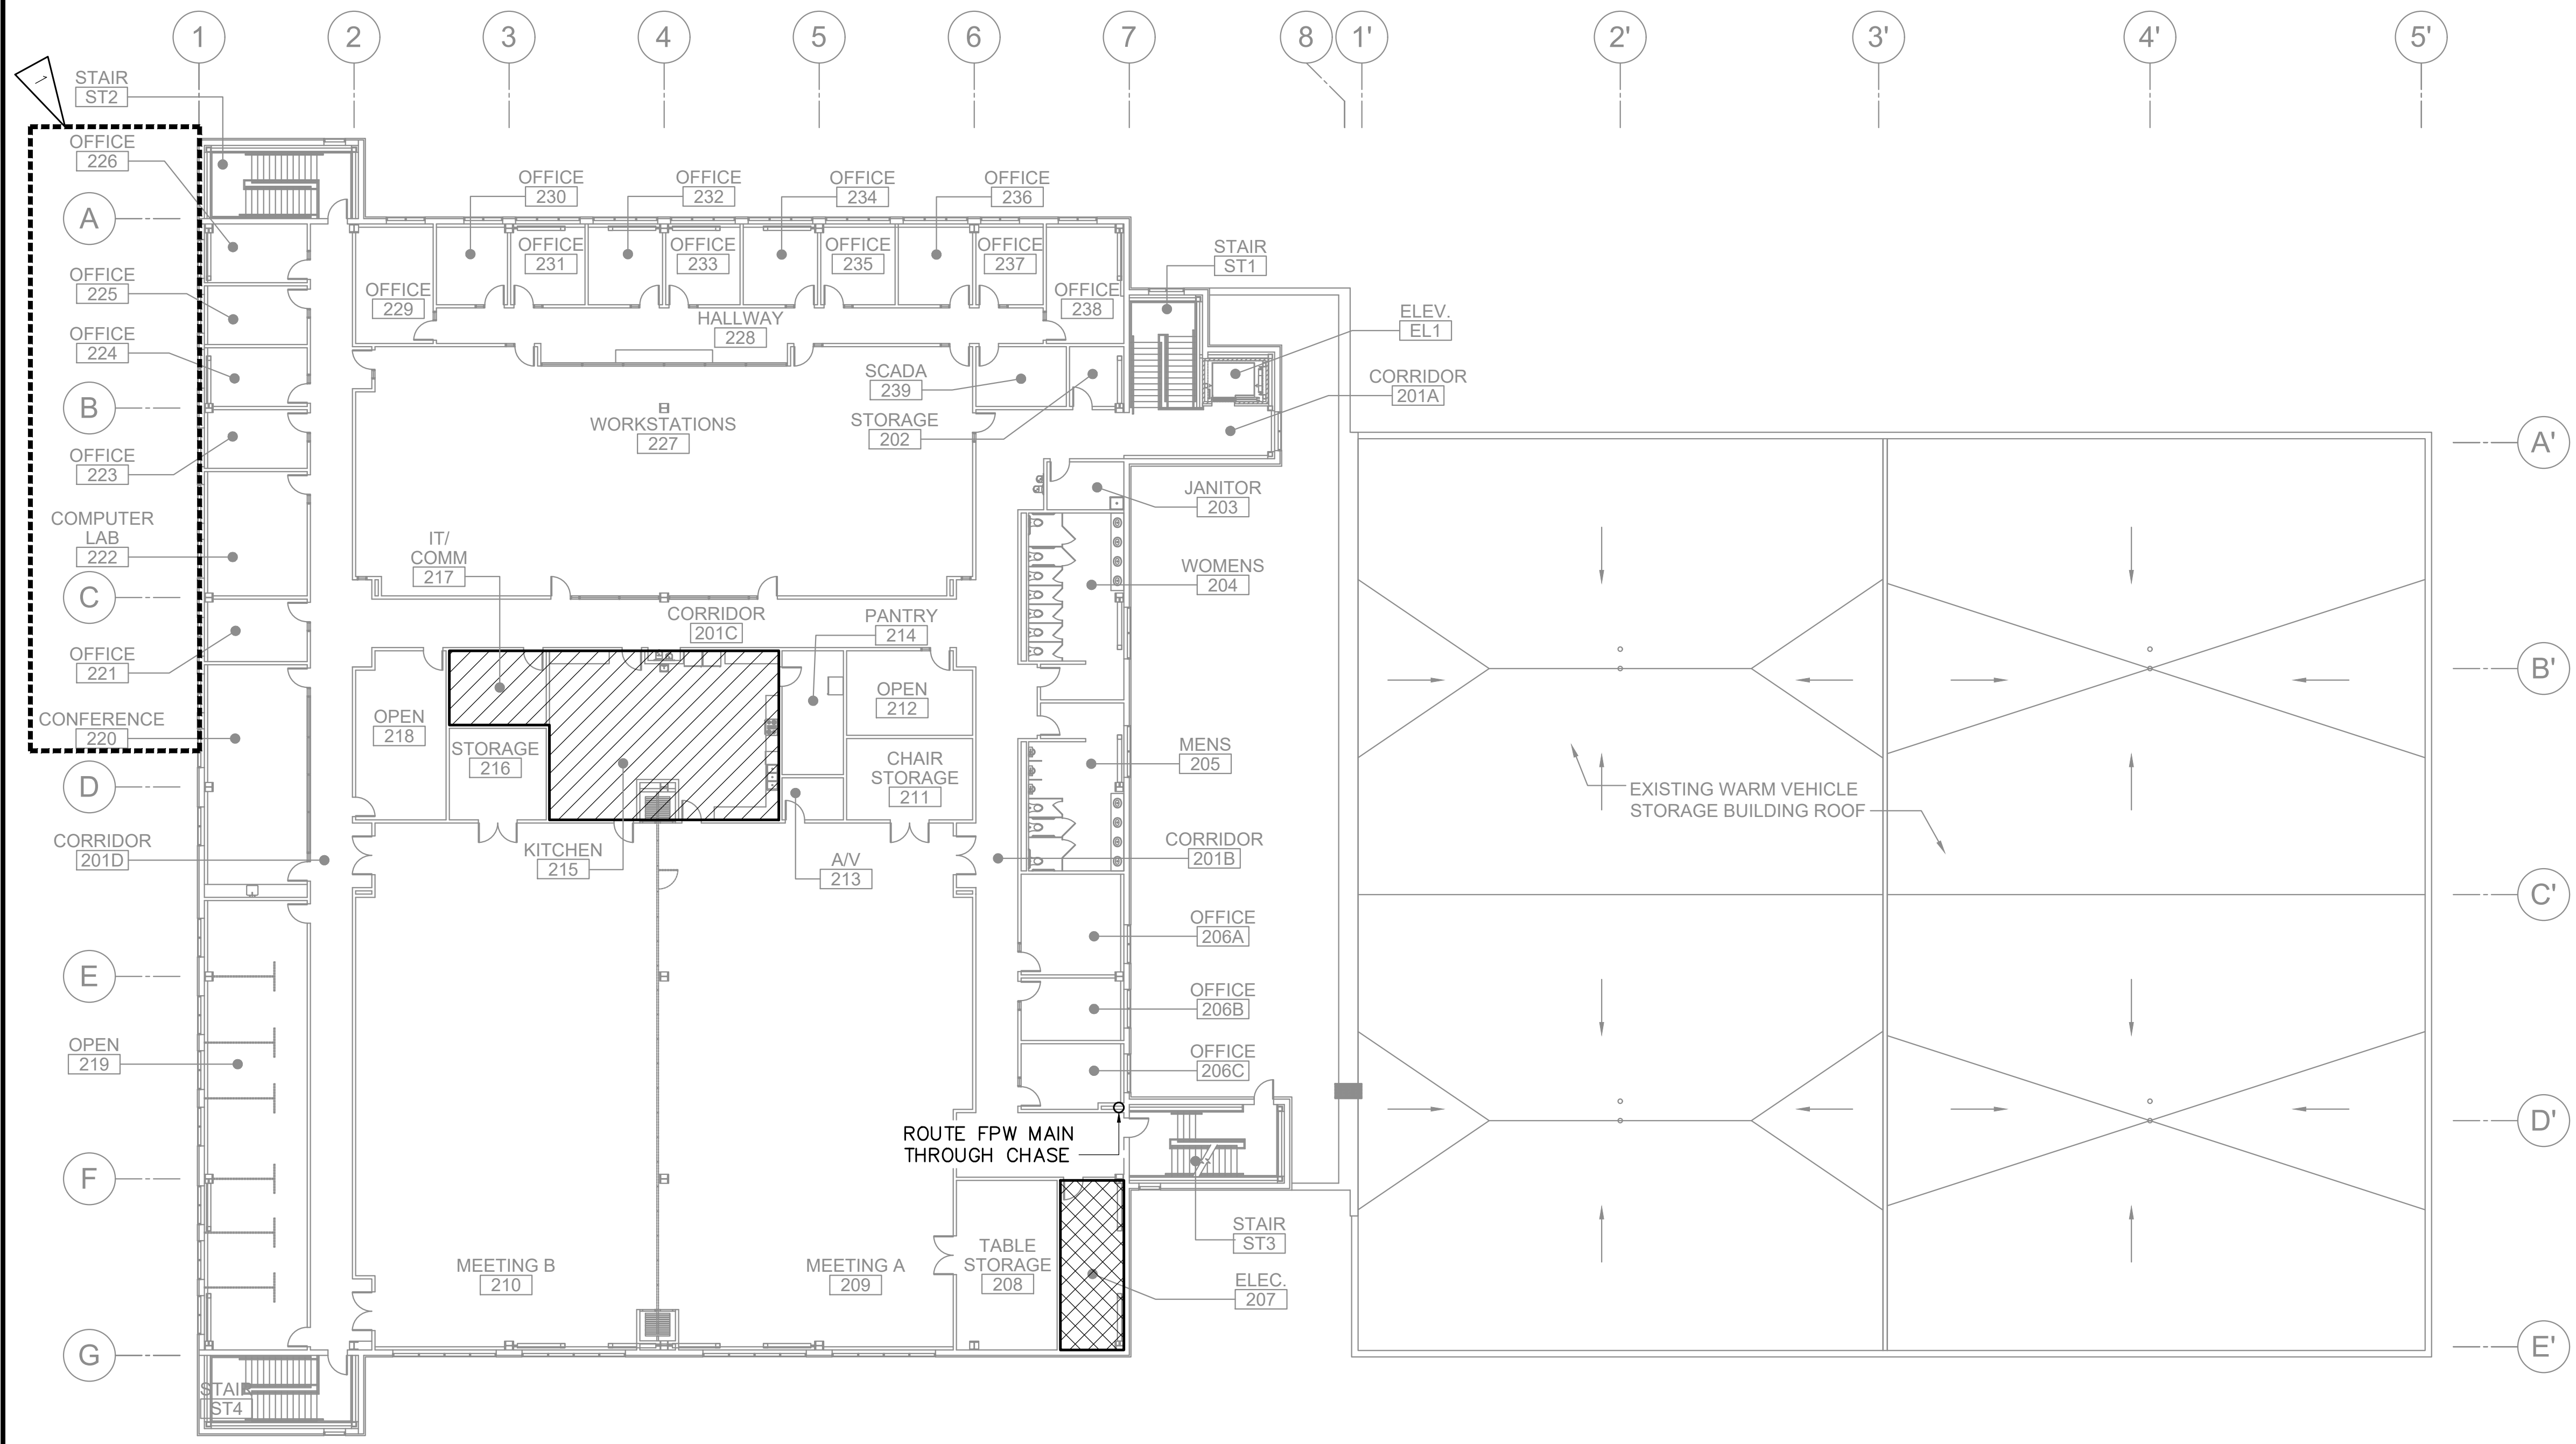 1 2 3 4 5 6 7 8 1' 2' 3' 4' 5'
1
STAIR
ST2
OFFICE
226
A
OFFICE
225
OFFICE
224
B
OFFICE
223
COMPUTER
LAB
222
C
OFFICE
221
CONFERENCE
220
D
CORRIDOR
201D
E
OPEN
219
F
G
STAIR
ST4
OFFICE
230
OFFICE
232
OFFICE
234
OFFICE
236
OFFICE
229
OFFICE
231
OFFICE
233
OFFICE
235
OFFICE
237
OFFICE
238
HALLWAY
228
STAIR
ST1
ELEV.
EL1
CORRIDOR
201A
SCADA
239
STORAGE
202
WORKSTATIONS
227
IT/
COMM
217
CORRIDOR
201C
PANTRY
214
JANITOR
203
WOMENS
204
OPEN
218
STORAGE
216
OPEN
212
CHAIR
STORAGE
211
MENS
205
KITCHEN
215
A/V
213
CORRIDOR
201B
OFFICE
206A
OFFICE
206B
OFFICE
206C
ROUTE FPW MAIN
THROUGH CHASE
MEETING B
210
MEETING A
209
TABLE
STORAGE
208
STAIR
ST3
ELEC.
207
EXISTING WARM VEHICLE
STORAGE BUILDING ROOF
A'
B'
C'
D'
E'